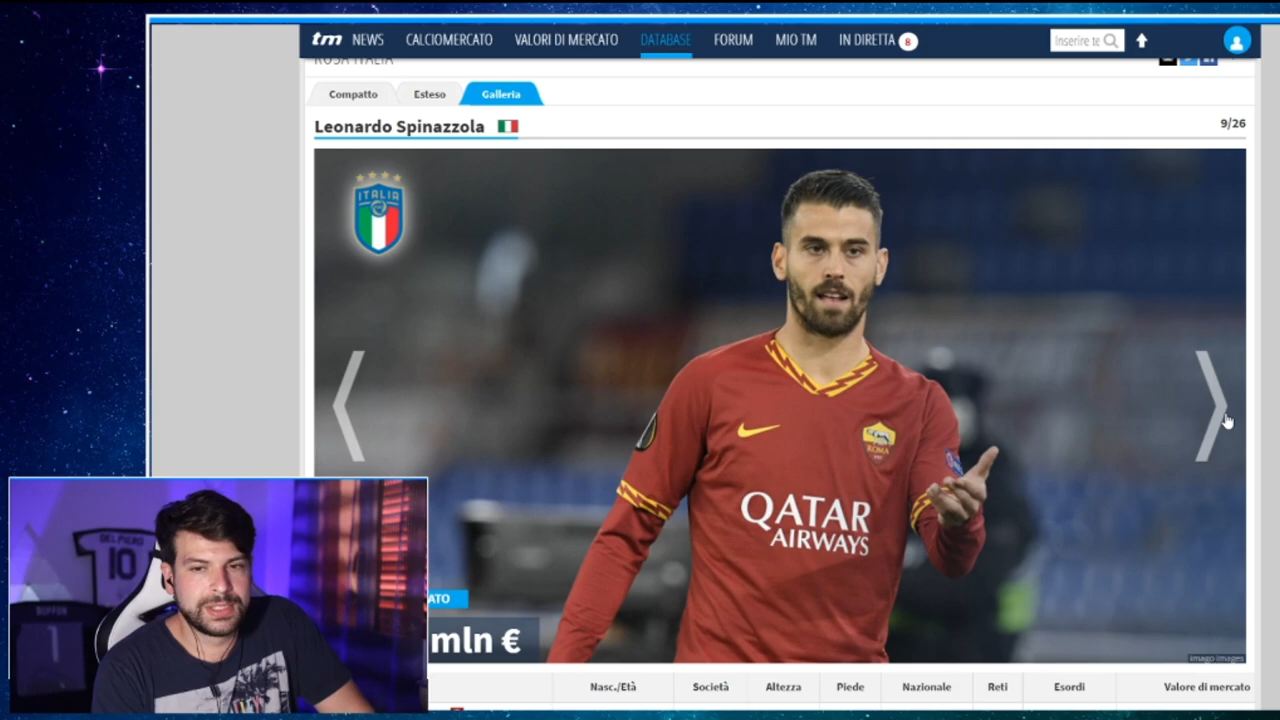 tm NEWS CALCIOMERCATO VALORI DI MERCATO DATABASE FORUM MIO TM IN DIRETTA 8 Inserire te
ROSA ITALIA
Compatto Esteso Galleria
Leonardo Spinazzola 9/26
ITALIA
ROMA
QATAR
AIRWAYS
DEL PIERO
10
BUFFON
1
ATO
mln €
imago images
Nasc./Età Società Altezza Piede Nazionale Reti Esordi Valore di mercato